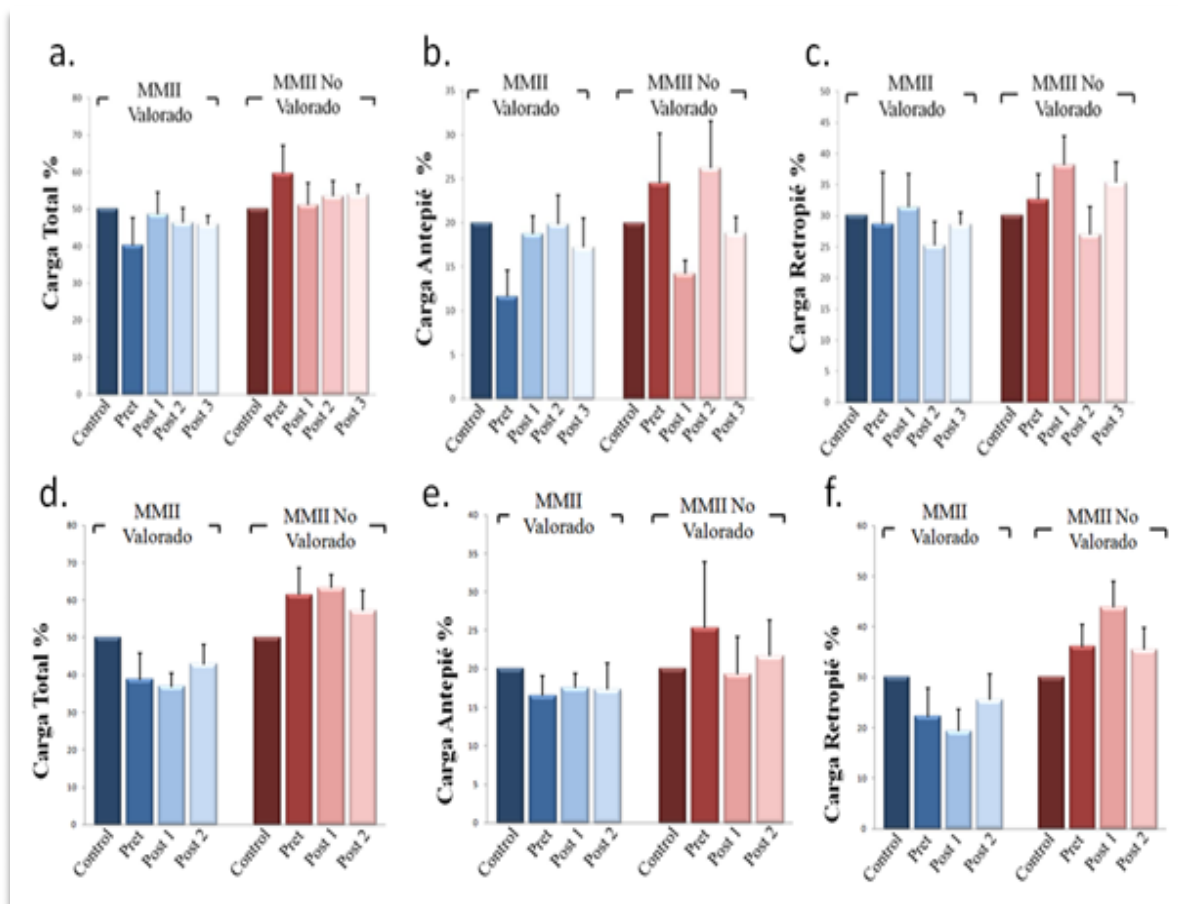 a.
MMII
Valorado
MMII No
Valorado
Carga Total %
80
70
60
50
40
30
20
10
0
Control
Pret
Post 1
Post 2
Post 3
Control
Pret
Post 1
Post 2
Post 3
b.
MMII
Valorado
MMII No
Valorado
Carga Antepié %
35
30
25
20
15
10
5
0
Control
Pret
Post 1
Post 2
Post 3
Control
Pret
Post 1
Post 2
Post 3
c.
MMII
Valorado
MMII No
Valorado
Carga Retropié %
50
45
40
35
30
25
20
15
10
5
0
Control
Pret
Post 1
Post 2
Post 3
Control
Pret
Post 1
Post 2
Post 3
d.
MMII
Valorado
MMII No
Valorado
Carga Total %
80
70
60
50
40
30
20
10
0
Control
Pret
Post 1
Post 2
Control
Pret
Post 1
Post 2
e.
MMII
Valorado
MMII No
Valorado
Carga Antepié %
40
35
30
25
20
15
10
5
0
Control
Pret
Post 1
Post 2
Control
Pret
Post 1
Post 2
f.
MMII
Valorado
MMII No
Valorado
Carga Retropié %
60
50
40
30
20
10
0
Control
Pret
Post 1
Post 2
Control
Pret
Post 1
Post 2